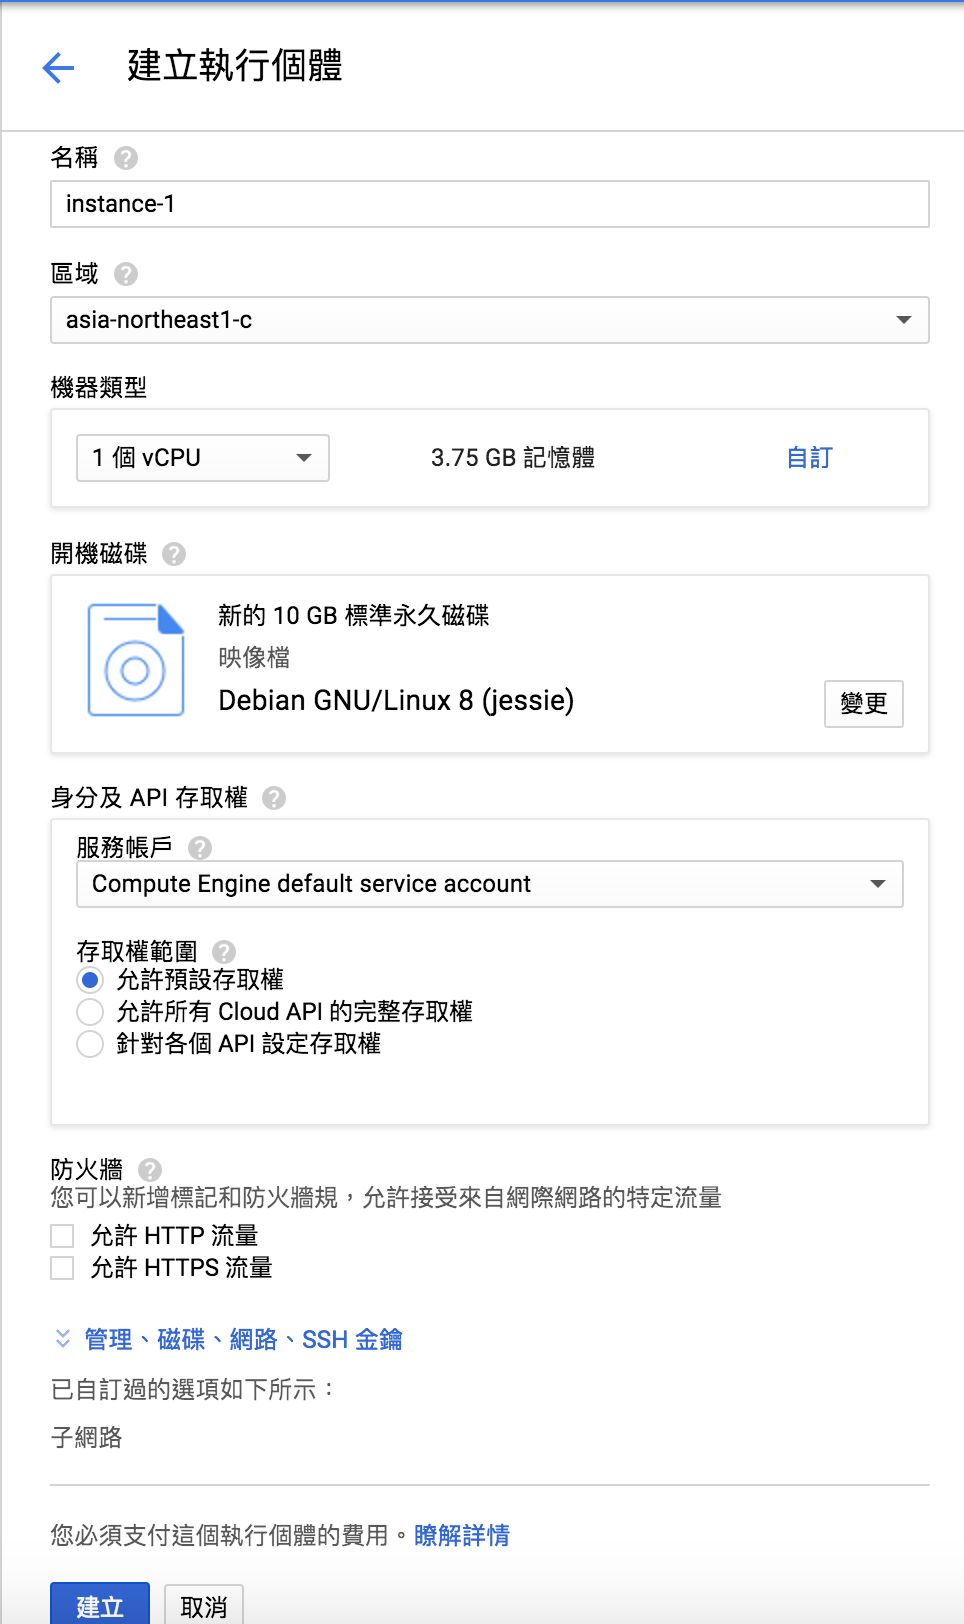 建立執行個體
名稱
instance-1
區域
asia-northeast1-c
機器類型
1 個 vCPU
3.75 GB 記憶體
自訂
開機磁碟
新的 10 GB 標準永久磁碟
映像檔
Debian GNU/Linux 8 (jessie)
變更
身分及 API 存取權
服務帳戶
Compute Engine default service account
存取權範圍
允許預設存取權
允許所有 Cloud API 的完整存取權
針對各個 API 設定存取權
防火牆
您可以新增標記和防火牆規，允許接受來自網際網路的特定流量
允許 HTTP 流量
允許 HTTPS 流量
管理、磁碟、網路、SSH 金鑰
已自訂過的選項如下所示：
子網路
您必須支付這個執行個體的費用。瞭解詳情
建立
取消